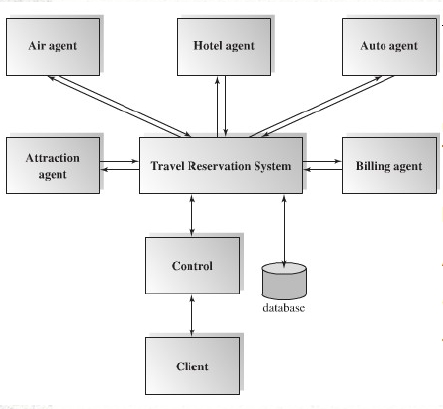 Air agent
Hotel agent
Auto agent
Attraction
agent
Travel Reservation System
Billing agent
Control
database
Client